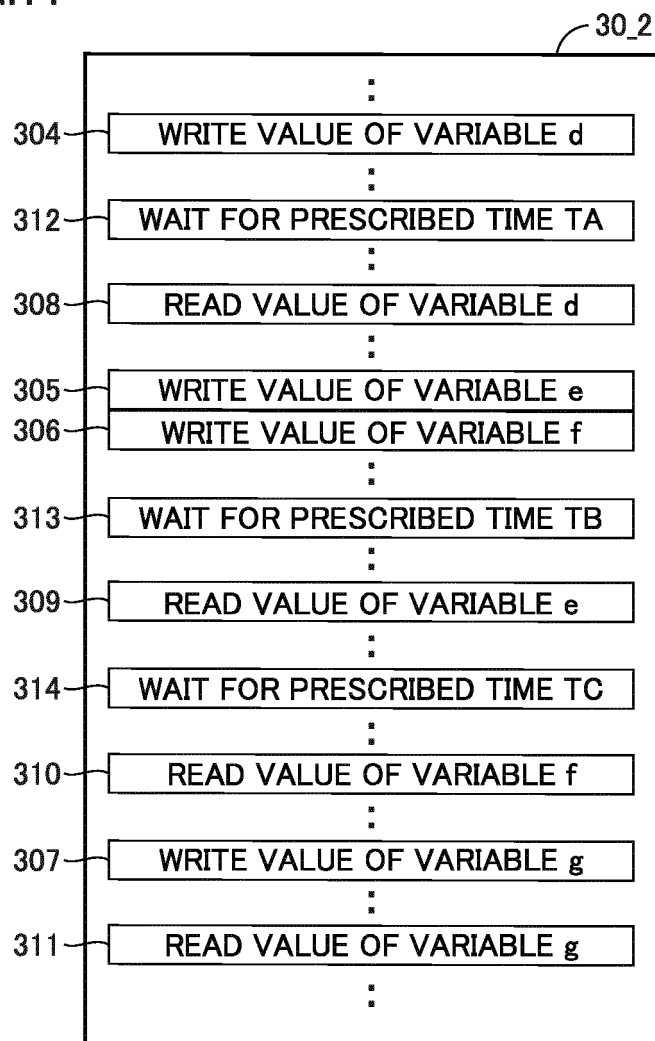 30_2
304 WRITE VALUE OF VARIABLE d
312 WAIT FOR PRESCRIBED TIME TA
308 READ VALUE OF VARIABLE d
305 WRITE VALUE OF VARIABLE e
306 WRITE VALUE OF VARIABLE f
313 WAIT FOR PRESCRIBED TIME TB
309 READ VALUE OF VARIABLE e
314 WAIT FOR PRESCRIBED TIME TC
310 READ VALUE OF VARIABLE f
307 WRITE VALUE OF VARIABLE g
311 READ VALUE OF VARIABLE g